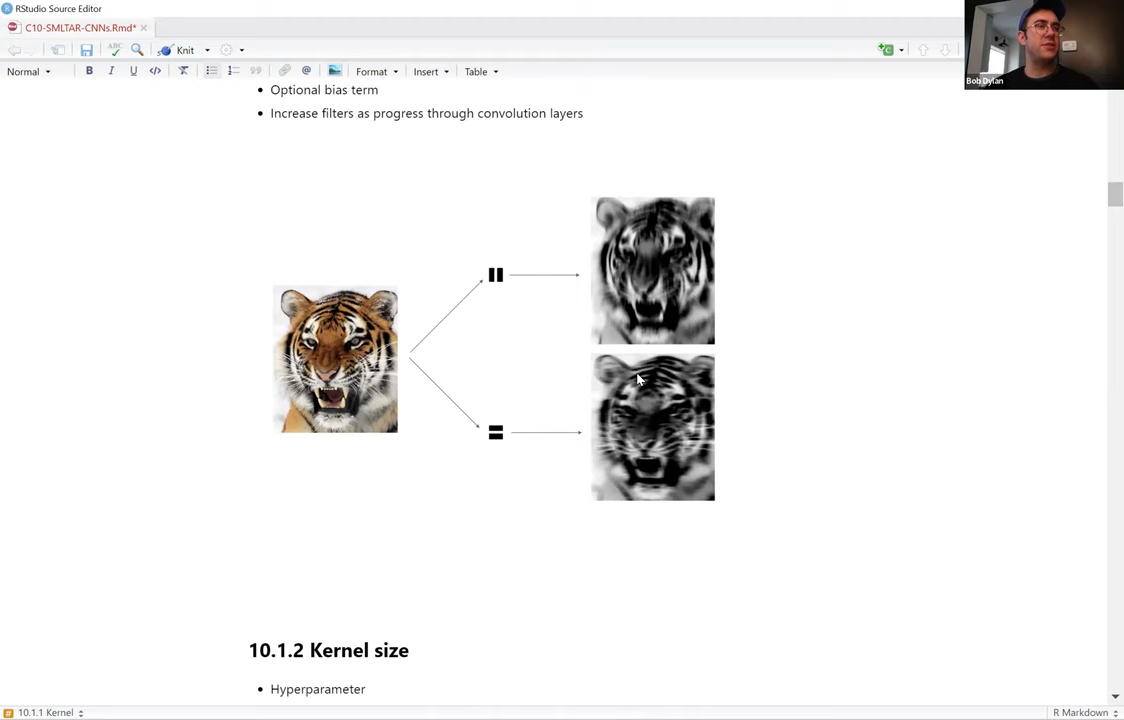 RStudio Source Editor
C10-SMLTAR-CNNs.Rmd*
ABC
Knit
Normal
B I U </>
Format Insert Table
Bob Dylan
Optional bias term
Increase filters as progress through convolution layers
10.1.2 Kernel size
Hyperparameter
# 10.1.1 Kernel
R Markdown